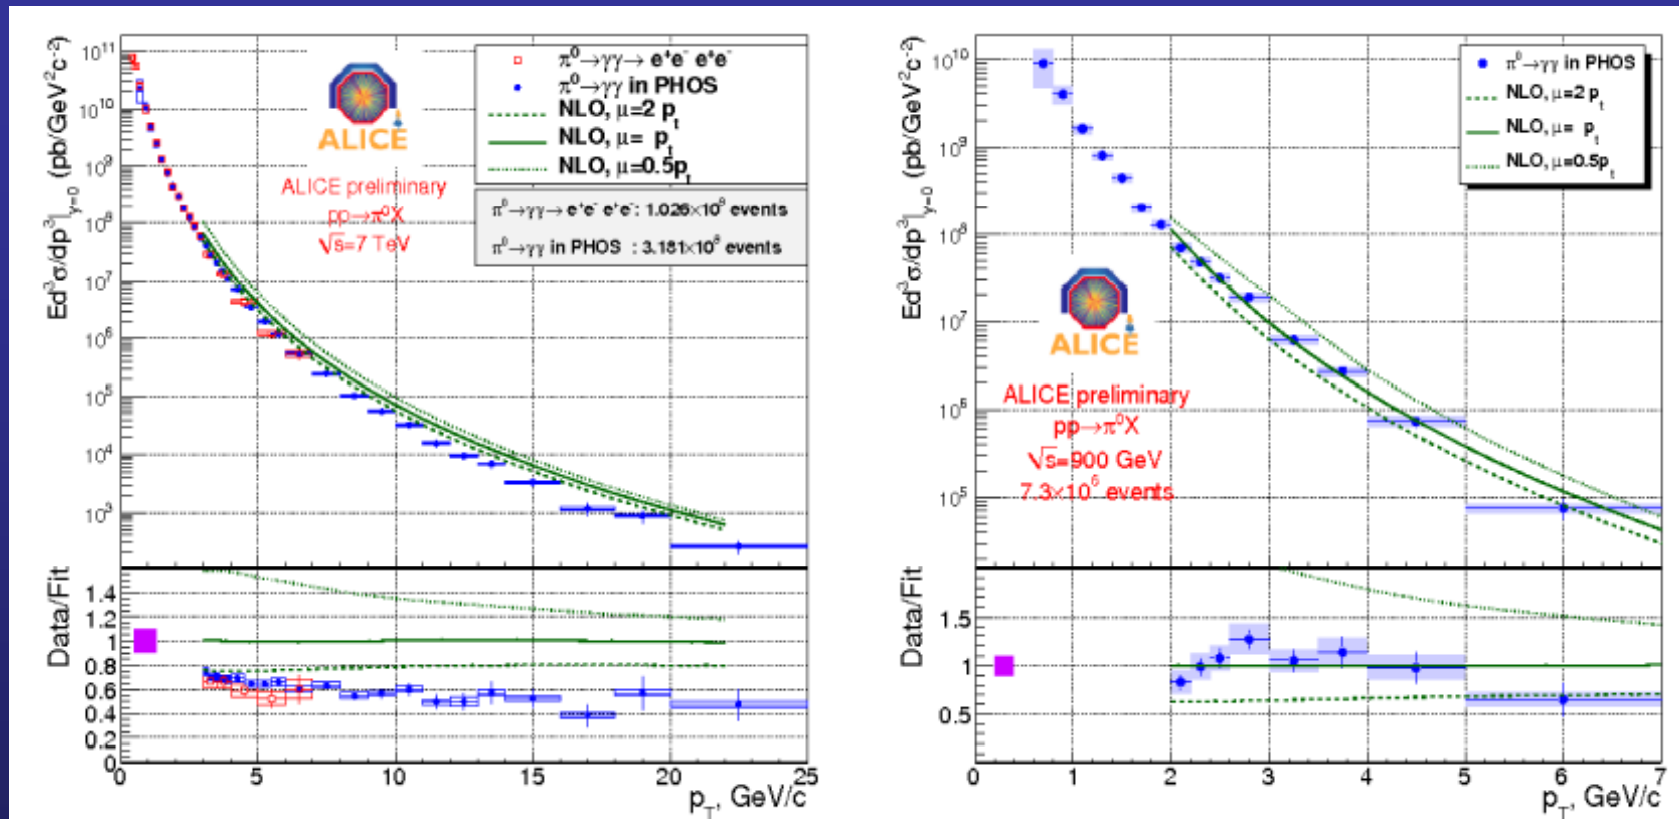 Ed³σ/dp³|y=0 (pb/GeV²c⁻²)
10¹¹
10¹⁰
10⁹
10⁸
10⁷
10⁶
10⁵
10⁴
10³
π⁰→γγ→ e⁺e⁻ e⁺e⁻
π⁰→γγ in PHOS
NLO, μ=2 pt
NLO, μ= pt
NLO, μ=0.5pt
ALICE
ALICE preliminary
pp→π⁰X
√s=7 TeV
π⁰→γγ→ e⁺e⁻ e⁺e⁻: 1.026×10⁸ events
π⁰→γγ in PHOS : 3.181×10⁸ events
Data/Fit
1.4
1.2
1
0.8
0.6
0.4
0.2
0
0 5 10 15 20 25
pT, GeV/c
Ed³σ/dp³|y=0 (pb/GeV²c⁻²)
10¹⁰
10⁹
10⁸
10⁷
10⁶
10⁵
π⁰→γγ in PHOS
NLO, μ=2 pt
NLO, μ= pt
NLO, μ=0.5pt
ALICE
ALICE preliminary
pp→π⁰X
√s=900 GeV
7.3×10⁶ events
Data/Fit
1.5
1
0.5
0 1 2 3 4 5 6 7
pT, GeV/c